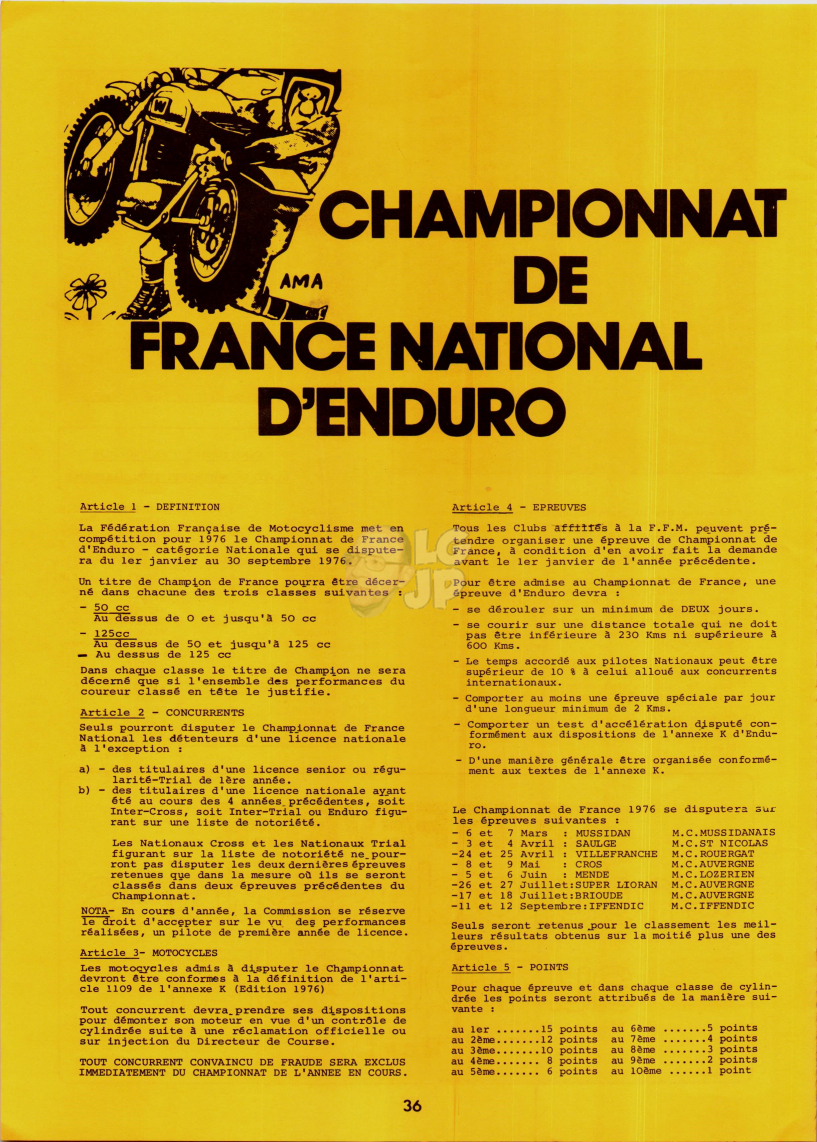 W
AMA
CHAMPIONNAT
DE
FRANCE NATIONAL
D'ENDURO
Article 1 - DEFINITION
La Fédération Française de Motocyclisme met en
compétition pour 1976 le Championnat de France
d'Enduro - catégorie Nationale qui se dispute-
ra du 1er janvier au 30 septembre 1976.
Un titre de Champion de France pourra être décer-
né dans chacune des trois classes suivantes :
- 50 cc
Au dessus de 0 et jusqu'à 50 cc
- 125cc
Au dessus de 50 et jusqu'à 125 cc
- Au dessus de 125 cc
Dans chaque classe le titre de Champion ne sera
décerné que si l'ensemble des performances du
coureur classé en tête le justifie.
Article 2 - CONCURRENTS
Seuls pourront disputer le Championnat de France
National les détenteurs d'une licence nationale
à l'exception :
a) - des titulaires d'une licence senior ou régu-
larité-Trial de 1ère année.
b) - des titulaires d'une licence nationale ayant
été au cours des 4 années précédentes, soit
Inter-Cross, soit Inter-Trial ou Enduro figu-
rant sur une liste de notoriété.
Les Nationaux Cross et les Nationaux Trial
figurant sur la liste de notoriété ne pour-
ront pas disputer les deux dernières épreuves
retenues que dans la mesure où ils se seront
classés dans deux épreuves précédentes du
Championnat.
NOTA- En cours d'année, la Commission se réserve
le droit d'accepter sur le vu des performances
réalisées, un pilote de première année de licence.
Article 3- MOTOCYCLES
Les motocycles admis à disputer le Championnat
devront être conformes à la définition de l'arti-
cle 1109 de l'annexe K (Edition 1976)
Tout concurrent devra prendre ses dispositions
pour démonter son moteur en vue d'un contrôle de
cylindrée suite à une réclamation officielle ou
sur injection du Directeur de Course.
TOUT CONCURRENT CONVAINCU DE FRAUDE SERA EXCLUS
IMMEDIATEMENT DU CHAMPIONNAT DE L'ANNEE EN COURS.
Article 4 - EPREUVES
Tous les Clubs affiliés à la F.F.M. peuvent pré-
tendre organiser une épreuve de Championnat de
France, à condition d'en avoir fait la demande
avant le 1er janvier de l'année précédente.
Pour être admise au Championnat de France, une
épreuve d'Enduro devra :
- se dérouler sur un minimum de DEUX jours.
- se courir sur une distance totale qui ne doit
pas être inférieure à 230 Kms ni supérieure à
600 Kms.
- Le temps accordé aux pilotes Nationaux peut être
supérieur de 10 % à celui alloué aux concurrents
internationaux.
- Comporter au moins une épreuve spéciale par jour
d'une longueur minimum de 2 Kms.
- Comporter un test d'accélération disputé con-
formément aux dispositions de l'annexe K d'Endu-
ro.
- D'une manière générale être organisée conformé-
ment aux textes de l'annexe K.
Le Championnat de France 1976 se disputera sur
les épreuves suivantes :
- 6 et 7 Mars : MUSSIDAN M.C.MUSSIDANAIS
- 3 et 4 Avril : SAULGE M.C.ST NICOLAS
-24 et 25 Avril : VILLEFRANCHE M.C.ROUERGAT
- 8 et 9 Mai : CROS M.C.AUVERGNE
- 5 et 6 Juin : MENDE M.C.LOZERIEN
-26 et 27 Juillet:SUPER LIORAN M.C.AUVERGNE
-17 et 18 Juillet:BRIOUDE M.C.AUVERGNE
-11 et 12 Septembre:IFFENDIC M.C.IFFENDIC
Seuls seront retenus pour le classement les meil-
leurs résultats obtenus sur la moitié plus une des
épreuves.
Article 5 - POINTS
Pour chaque épreuve et dans chaque classe de cylin-
drée les points seront attribués de la manière sui-
vante :
au 1er .......15 points au 6ème .......5 points
au 2ème.......12 points au 7ème .......4 points
au 3ème.......10 points au 8ème .......3 points
au 4ème....... 8 points au 9ème .......2 points
au 5ème....... 6 points au 10ème ......1 point
36
LG
JP